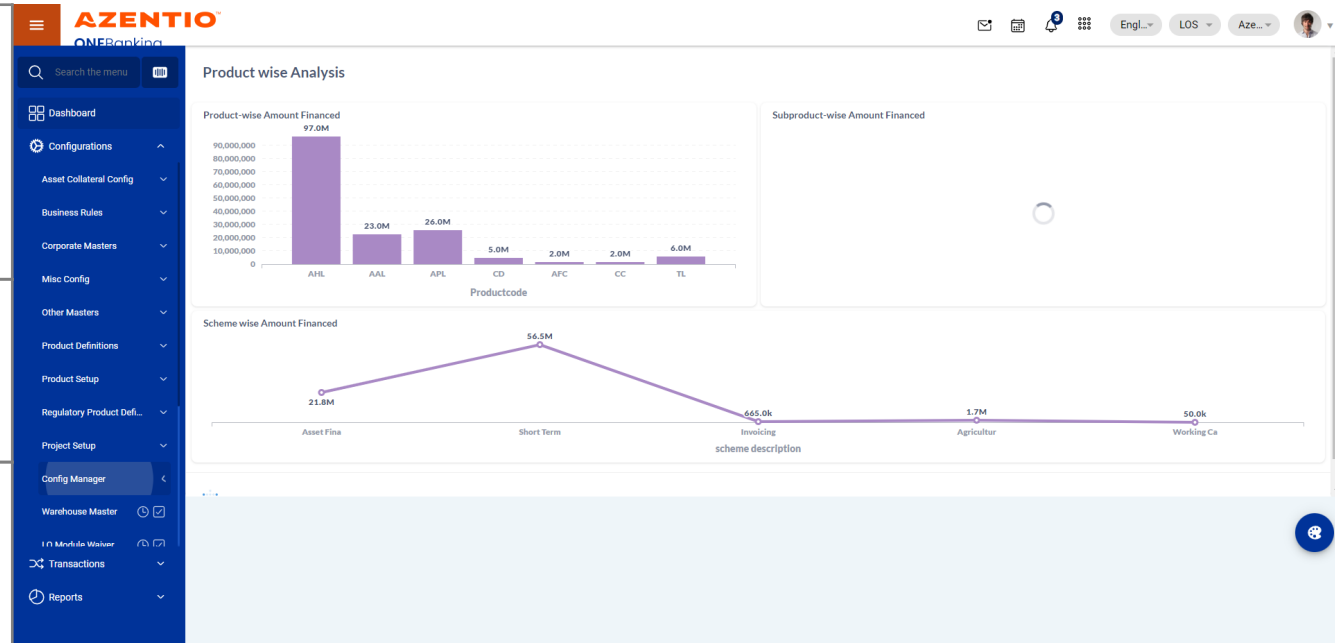 AZENTIO
ONEBanking
3
Engl...
LOS
Aze...
Search the menu
Dashboard
Configurations
Asset Collateral Config
Business Rules
Corporate Masters
Misc Config
Other Masters
Product Definitions
Product Setup
Regulatory Product Defi...
Project Setup
Config Manager
Warehouse Master
LO Module Waiver
Transactions
Reports
Product wise Analysis
Product-wise Amount Financed
97.0M
90,000,000
80,000,000
70,000,000
60,000,000
50,000,000
40,000,000
30,000,000
20,000,000
10,000,000
0
23.0M
26.0M
5.0M
2.0M
2.0M
6.0M
AHL
AAL
APL
CD
AFC
CC
TL
Productcode
Subproduct-wise Amount Financed
Scheme wise Amount Financed
21.8M
56.5M
665.0k
1.7M
50.0k
Asset Fina
Short Term
Invoicing
Agricultur
Working Ca
scheme description